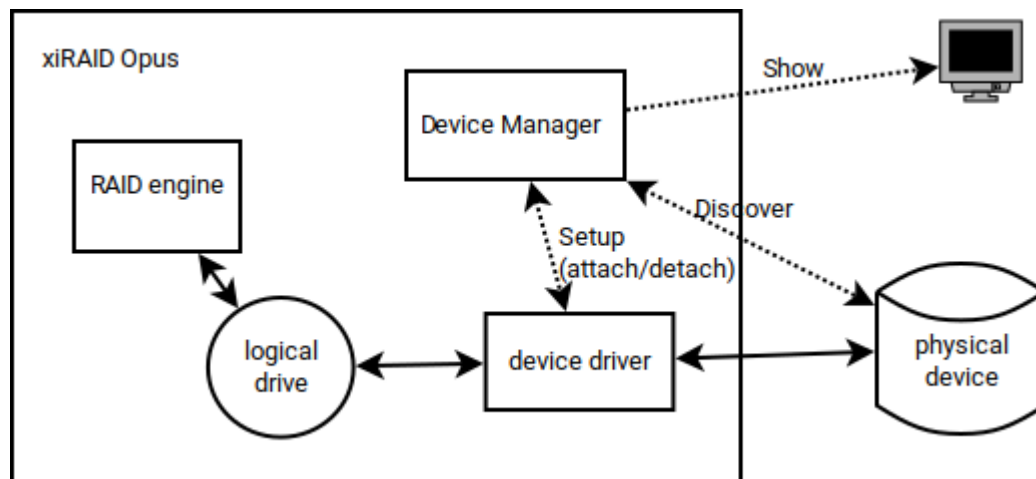 xiRAID Opus
Show
Device Manager
RAID engine
Discover
Setup
(attach/detach)
logical
drive
device driver
physical
device